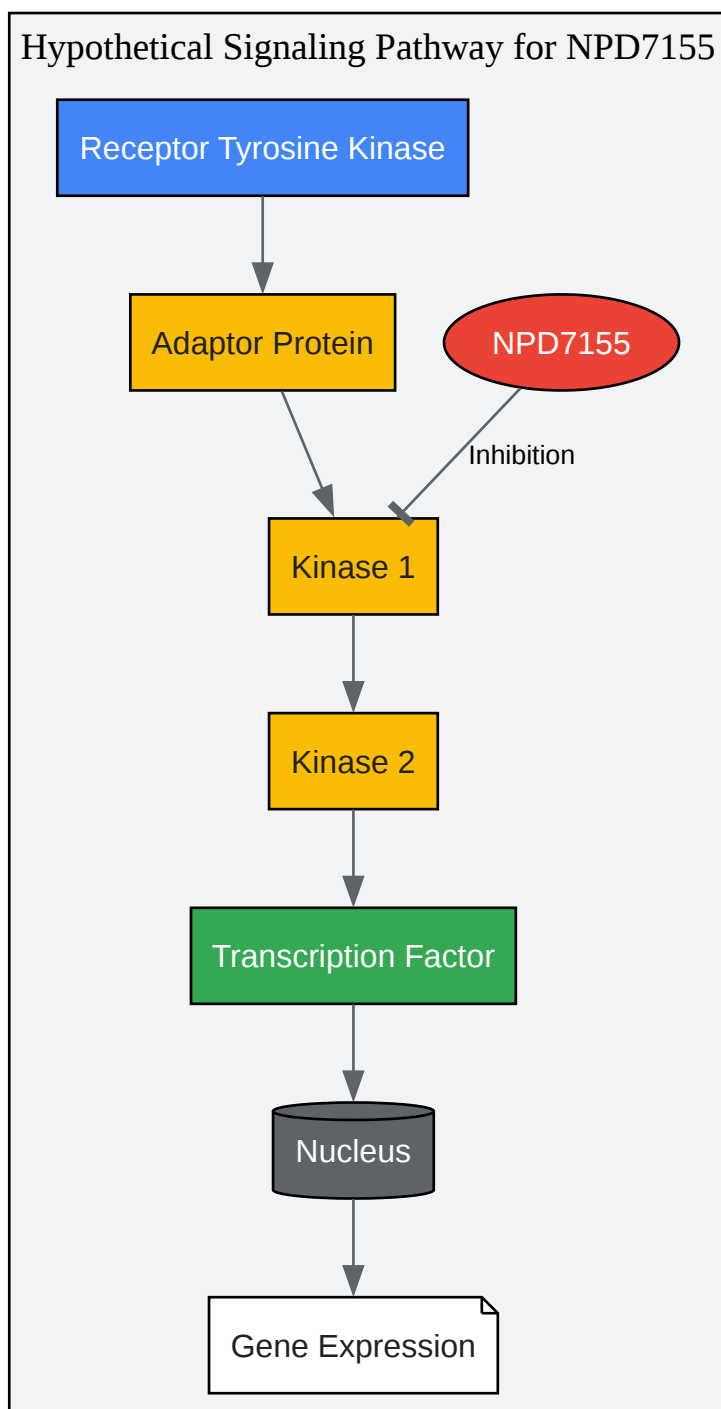 Hypothetical Signaling Pathway for NPD7155
Receptor Tyrosine Kinase
Adaptor Protein
NPD7155
Inhibition
Kinase 1
Kinase 2
Transcription Factor
Nucleus
Gene Expression